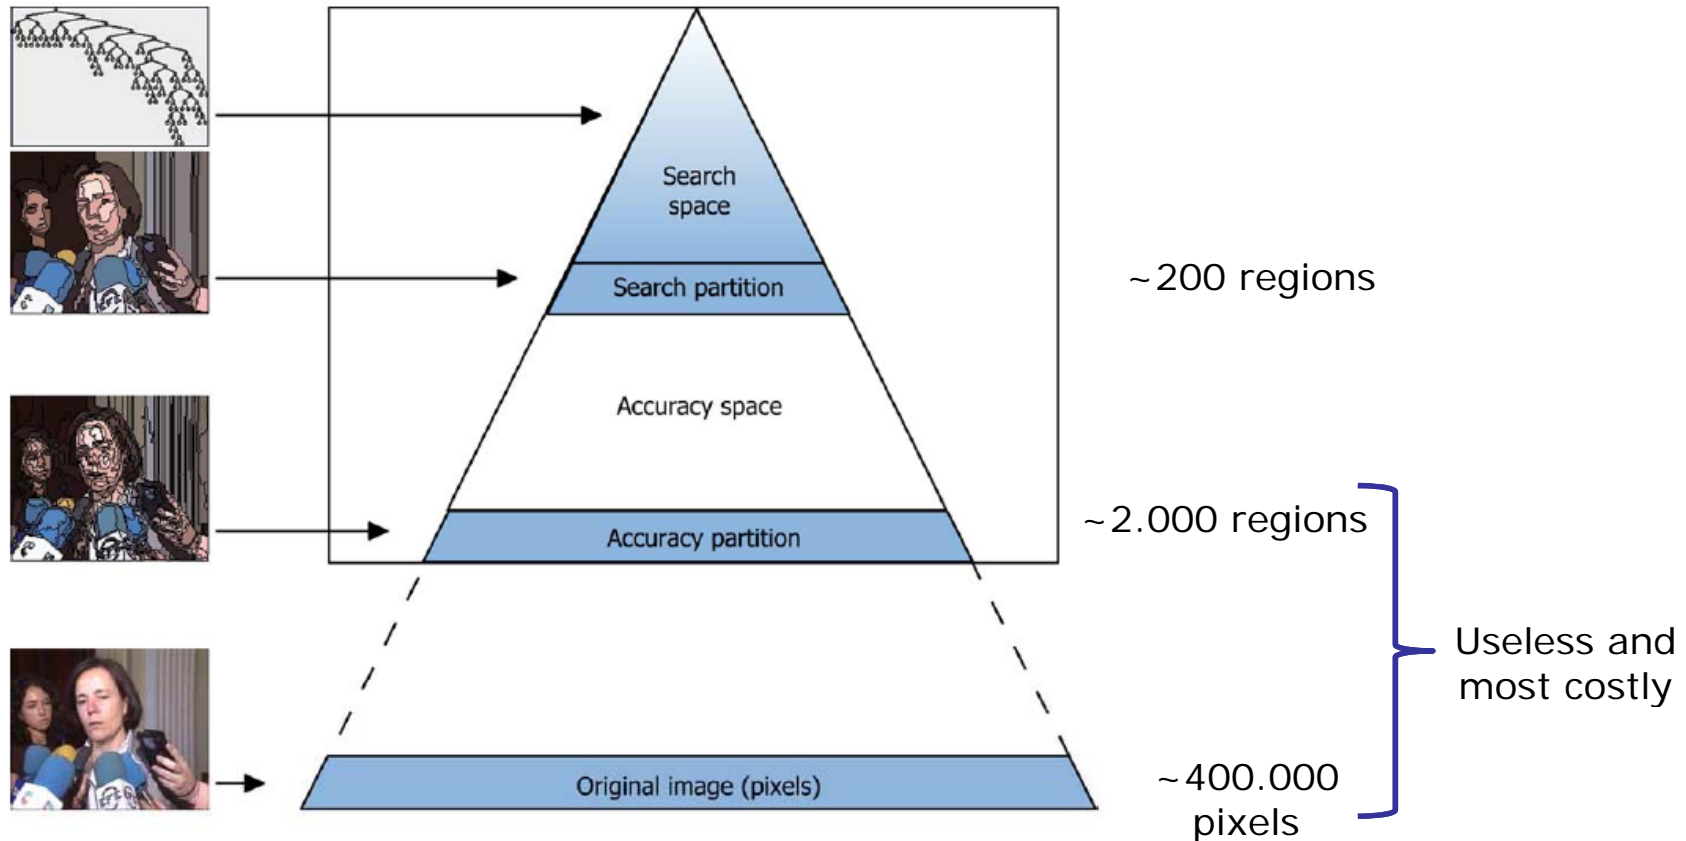 Search
space
Search partition
~200 regions
Accuracy space
~2.000 regions
Accuracy partition
Useless and
most costly
Original image (pixels)
~400.000
pixels